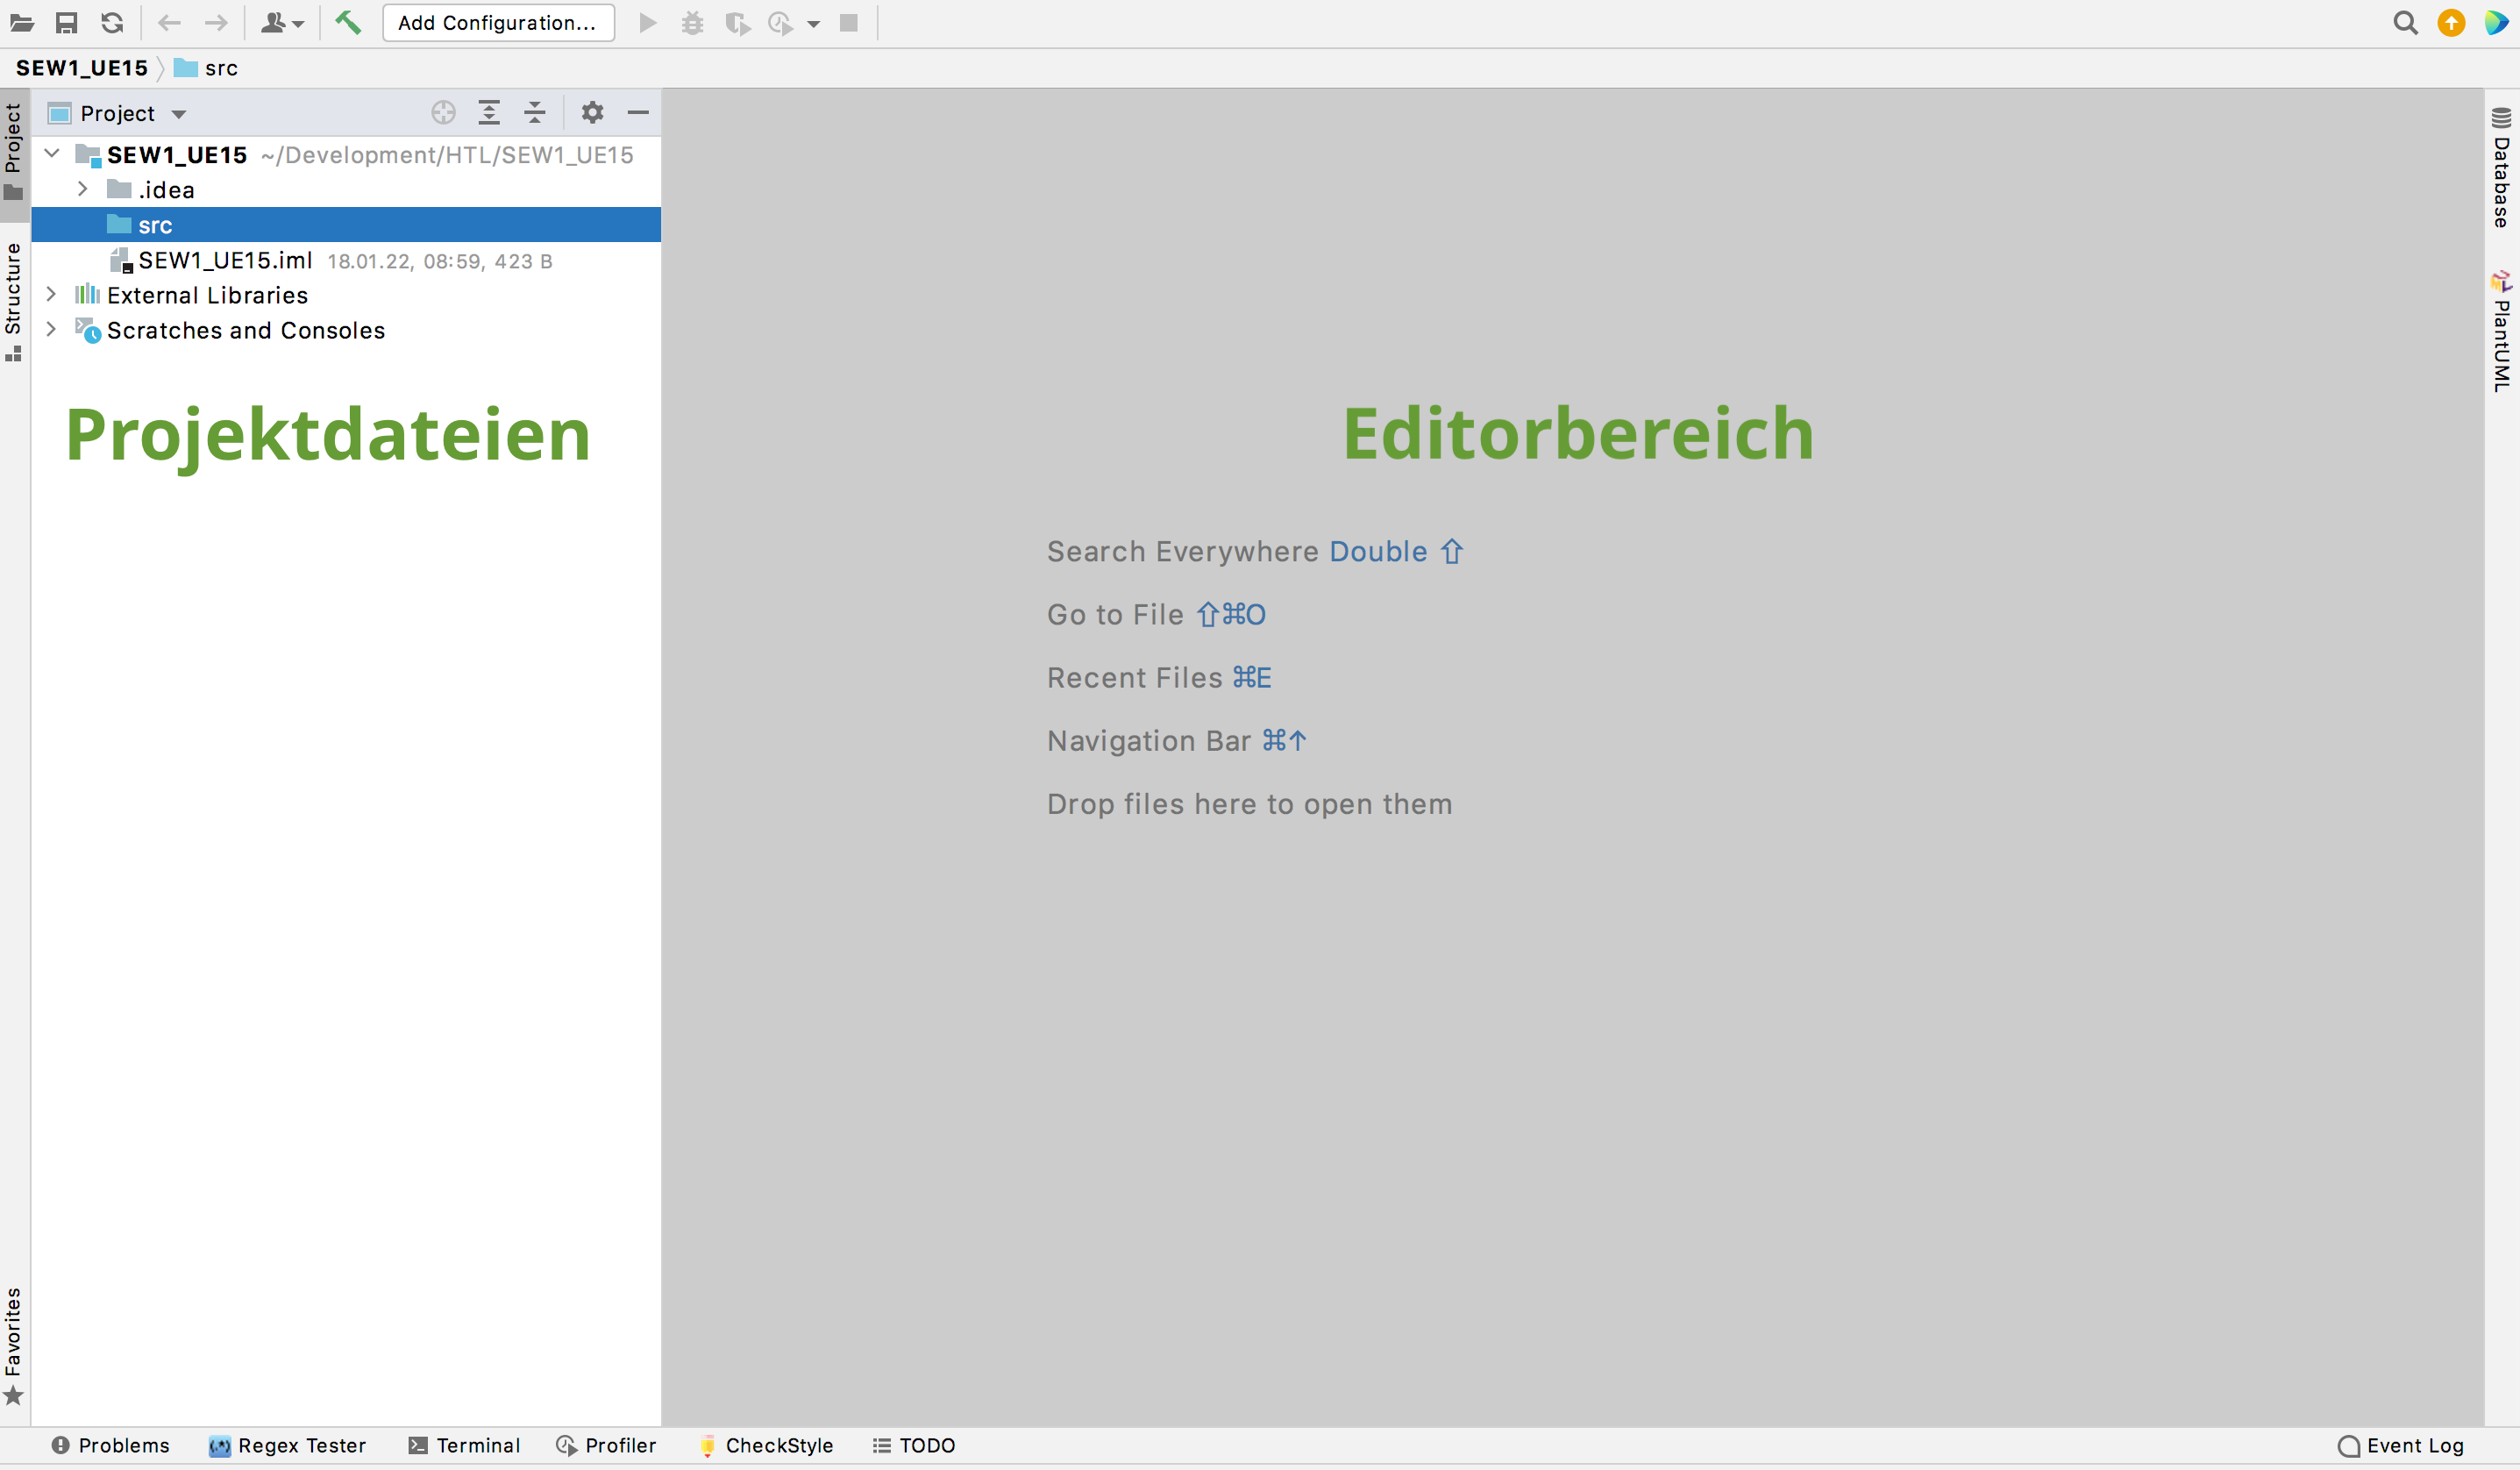 Add Configuration...
SEW1_UE15 src
Project
Project
SEW1_UE15 ~/Development/HTL/SEW1_UE15
.idea
src
SEW1_UE15.iml 18.01.22, 08:59, 423 B
External Libraries
Scratches and Consoles
Structure
Favorites
Projektdateien
Editorbereich
Search Everywhere Double ⇧
Go to File ⇧⌘O
Recent Files ⌘E
Navigation Bar ⌘↑
Drop files here to open them
Database
PlantUML
Problems (.*) Regex Tester Terminal Profiler CheckStyle TODO Event Log